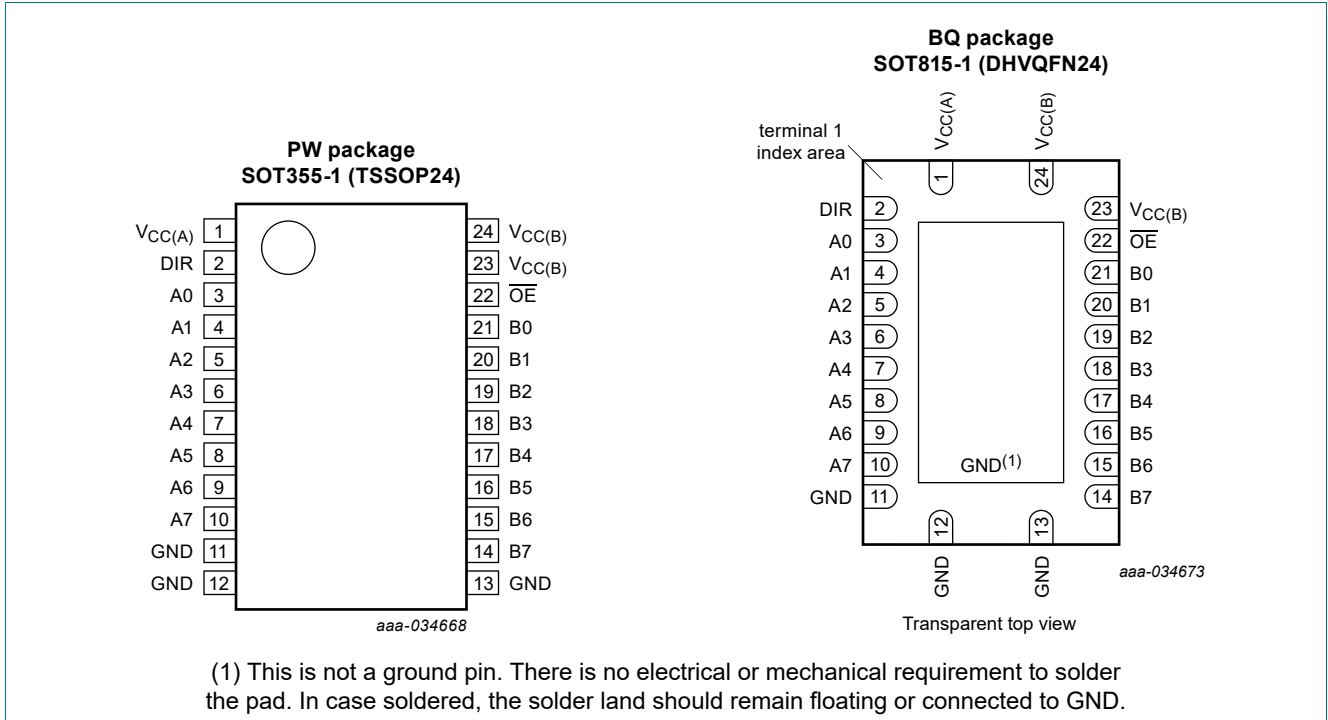 PW package
SOT355-1 (TSSOP24)
VCC(A) 1
DIR 2
A0 3
A1 4
A2 5
A3 6
A4 7
A5 8
A6 9
A7 10
GND 11
GND 12
24 VCC(B)
23 VCC(B)
22 OE
21 B0
20 B1
19 B2
18 B3
17 B4
16 B5
15 B6
14 B7
13 GND
aaa-034668
BQ package
SOT815-1 (DHVQFN24)
terminal 1
index area
VCC(A)
VCC(B)
1
24
DIR 2
A0 3
A1 4
A2 5
A3 6
A4 7
A5 8
A6 9
A7 10
GND 11
23 VCC(B)
22 OE
21 B0
20 B1
19 B2
18 B3
17 B4
16 B5
15 B6
14 B7
GND(1)
12
13
GND
GND
aaa-034673
Transparent top view
(1) This is not a ground pin. There is no electrical or mechanical requirement to solder
the pad. In case soldered, the solder land should remain floating or connected to GND.